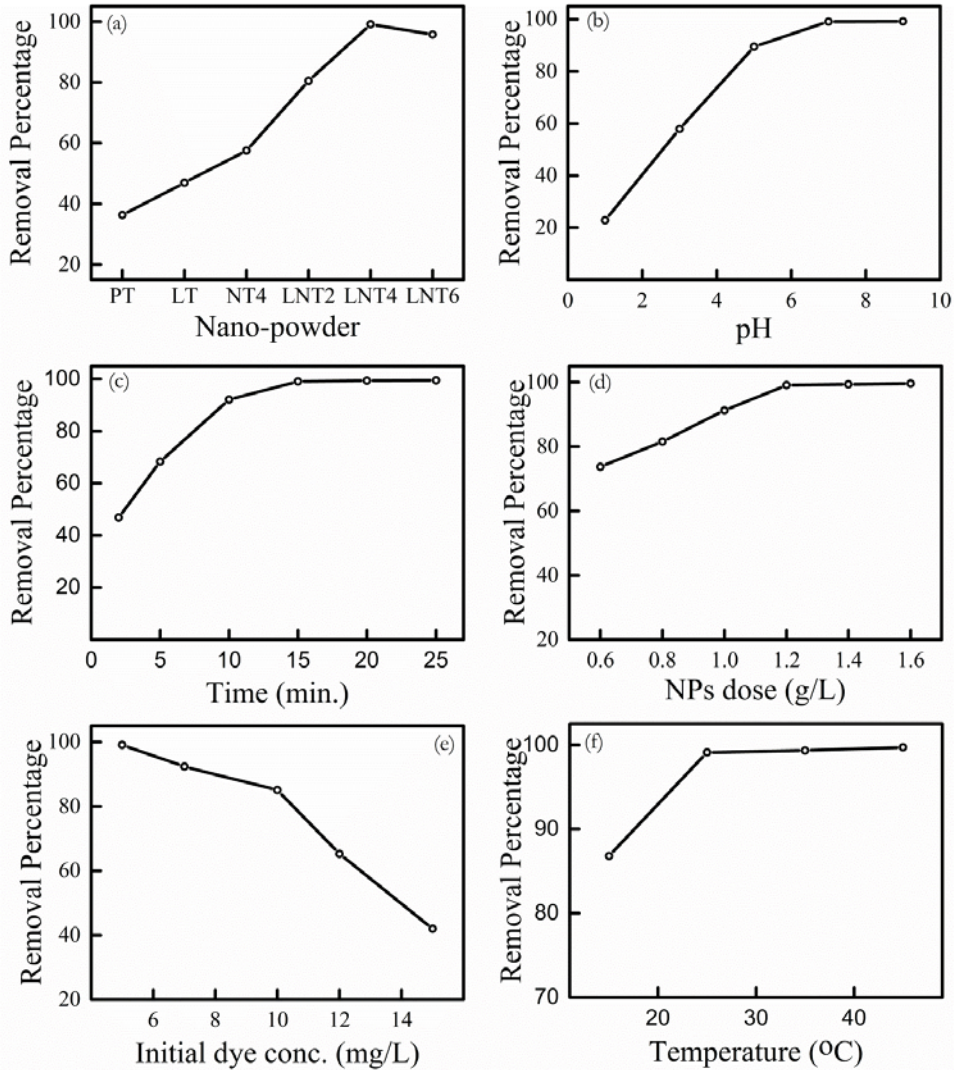 (a)
Removal Percentage
100
80
60
40
20
PT LT NT4 LNT2 LNT4 LNT6
Nano-powder
(b)
Removal Percentage
100
80
60
40
20
0 2 4 6 8 10
pH
(c)
Removal Percentage
100
80
60
40
20
0 5 10 15 20 25
Time (min.)
(d)
Removal Percentage
100
80
60
40
20
0.6 0.8 1.0 1.2 1.4 1.6
NPs dose (g/L)
(e)
Removal Percentage
100
80
60
40
20
6 8 10 12 14
Initial dye conc. (mg/L)
(f)
Removal Percentage
100
90
80
70
20 30 40
Temperature (ºC)